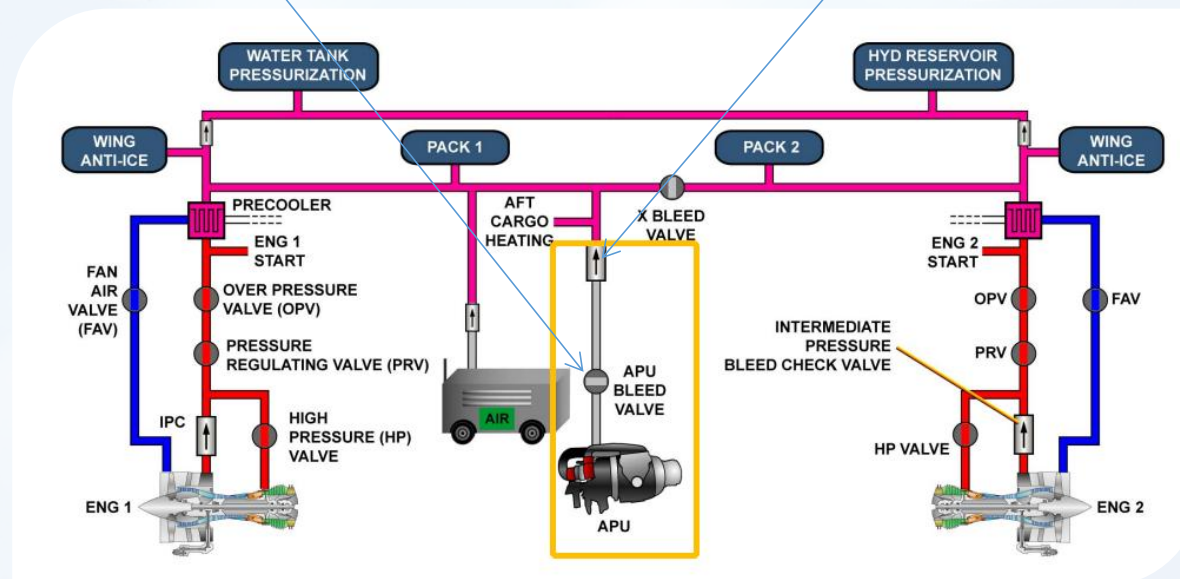 WATER TANK
PRESSURIZATION
HYD RESERVOIR
PRESSURIZATION
WING
ANTI-ICE
PACK 1
PACK 2
WING
ANTI-ICE
PRECOOLER
AFT
CARGO
HEATING
X BLEED
VALVE
ENG 1
START
ENG 2
START
FAN
AIR
VALVE
(FAV)
OVER PRESSURE
VALVE (OPV)
OPV
FAV
PRESSURE
REGULATING VALVE (PRV)
INTERMEDIATE
PRESSURE
BLEED CHECK VALVE
PRV
APU
BLEED
VALVE
AIR
IPC
HIGH
PRESSURE (HP)
VALVE
HP VALVE
ENG 1
APU
ENG 2